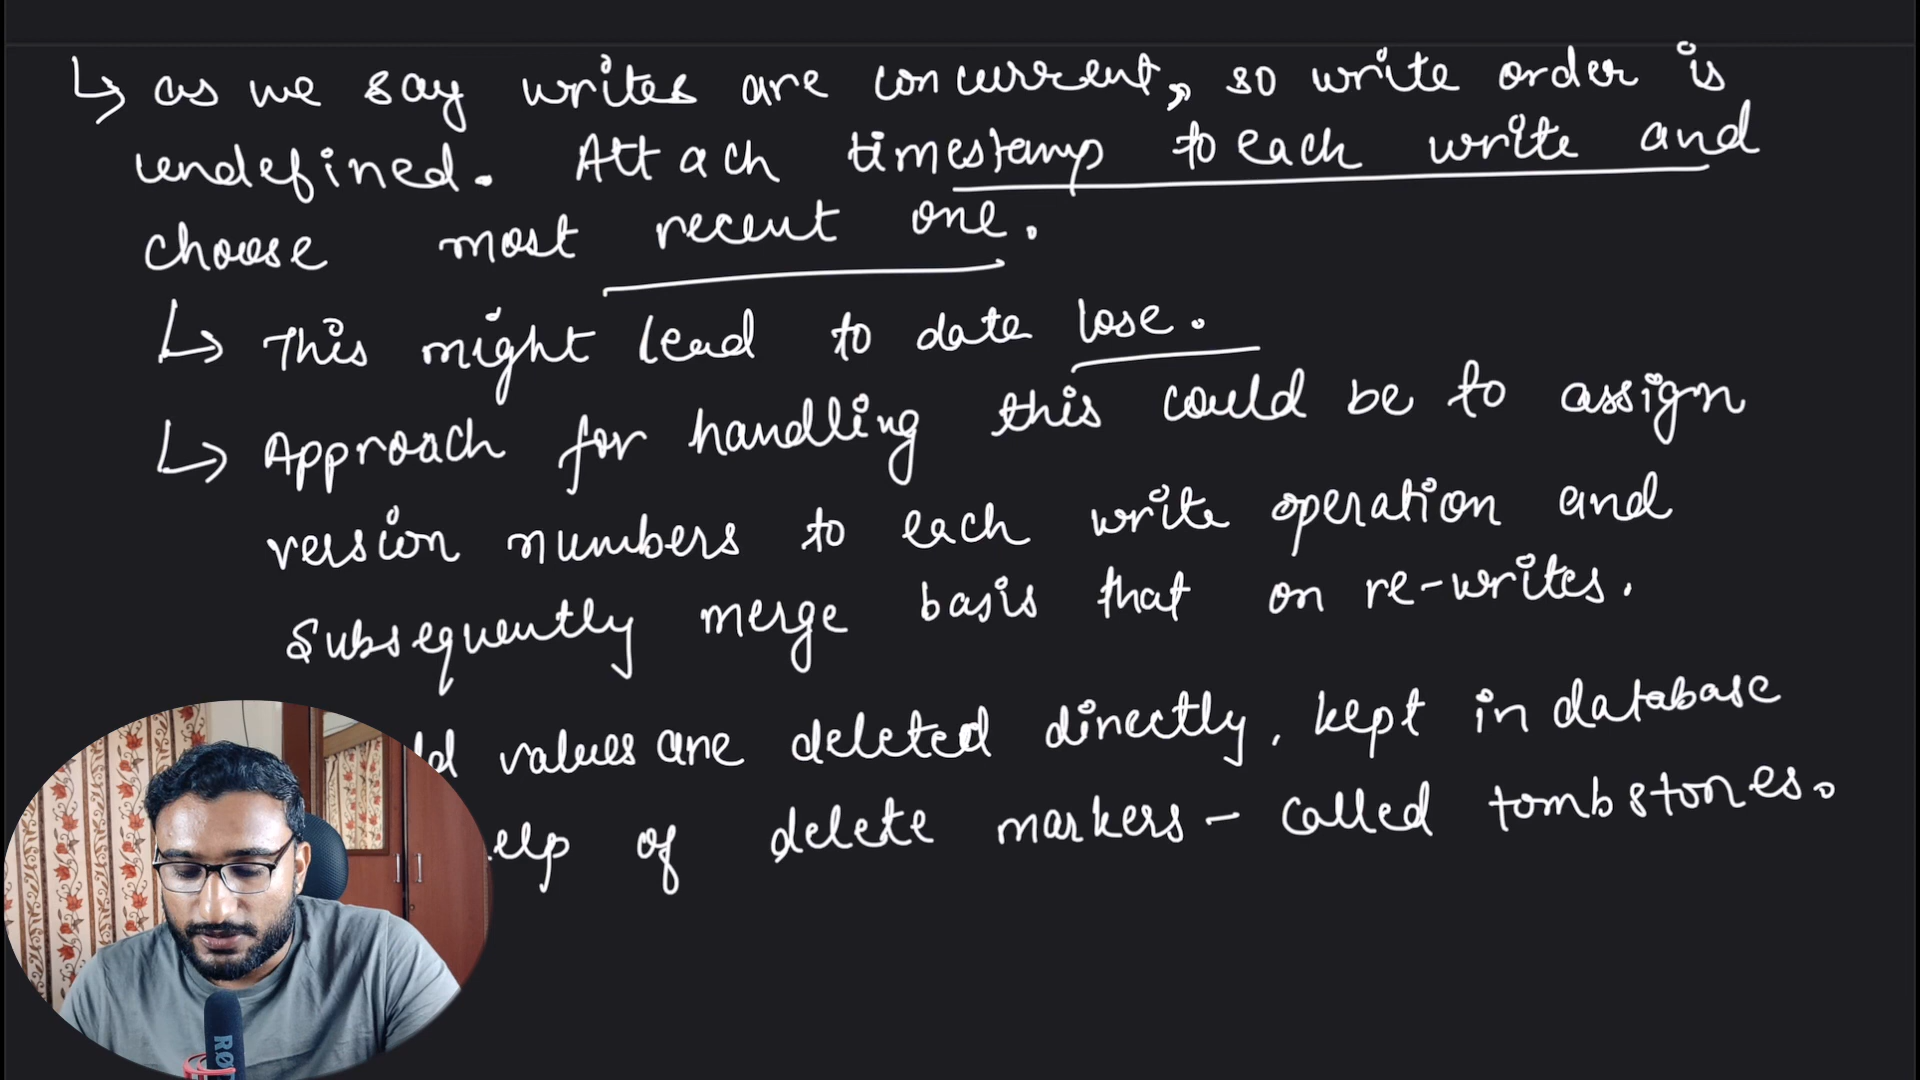 ↳ as we say writes are concurrent, so write order is
undefined. Attach timestamp to each write and
choose most recent one.
↳ This might lead to date lose.
↳ Approach for handling this could be to assign
version numbers to each write operation and
subsequently merge basis that on re-writes.
values are deleted directly, kept in database
of delete markers - called tombstones.
RØ